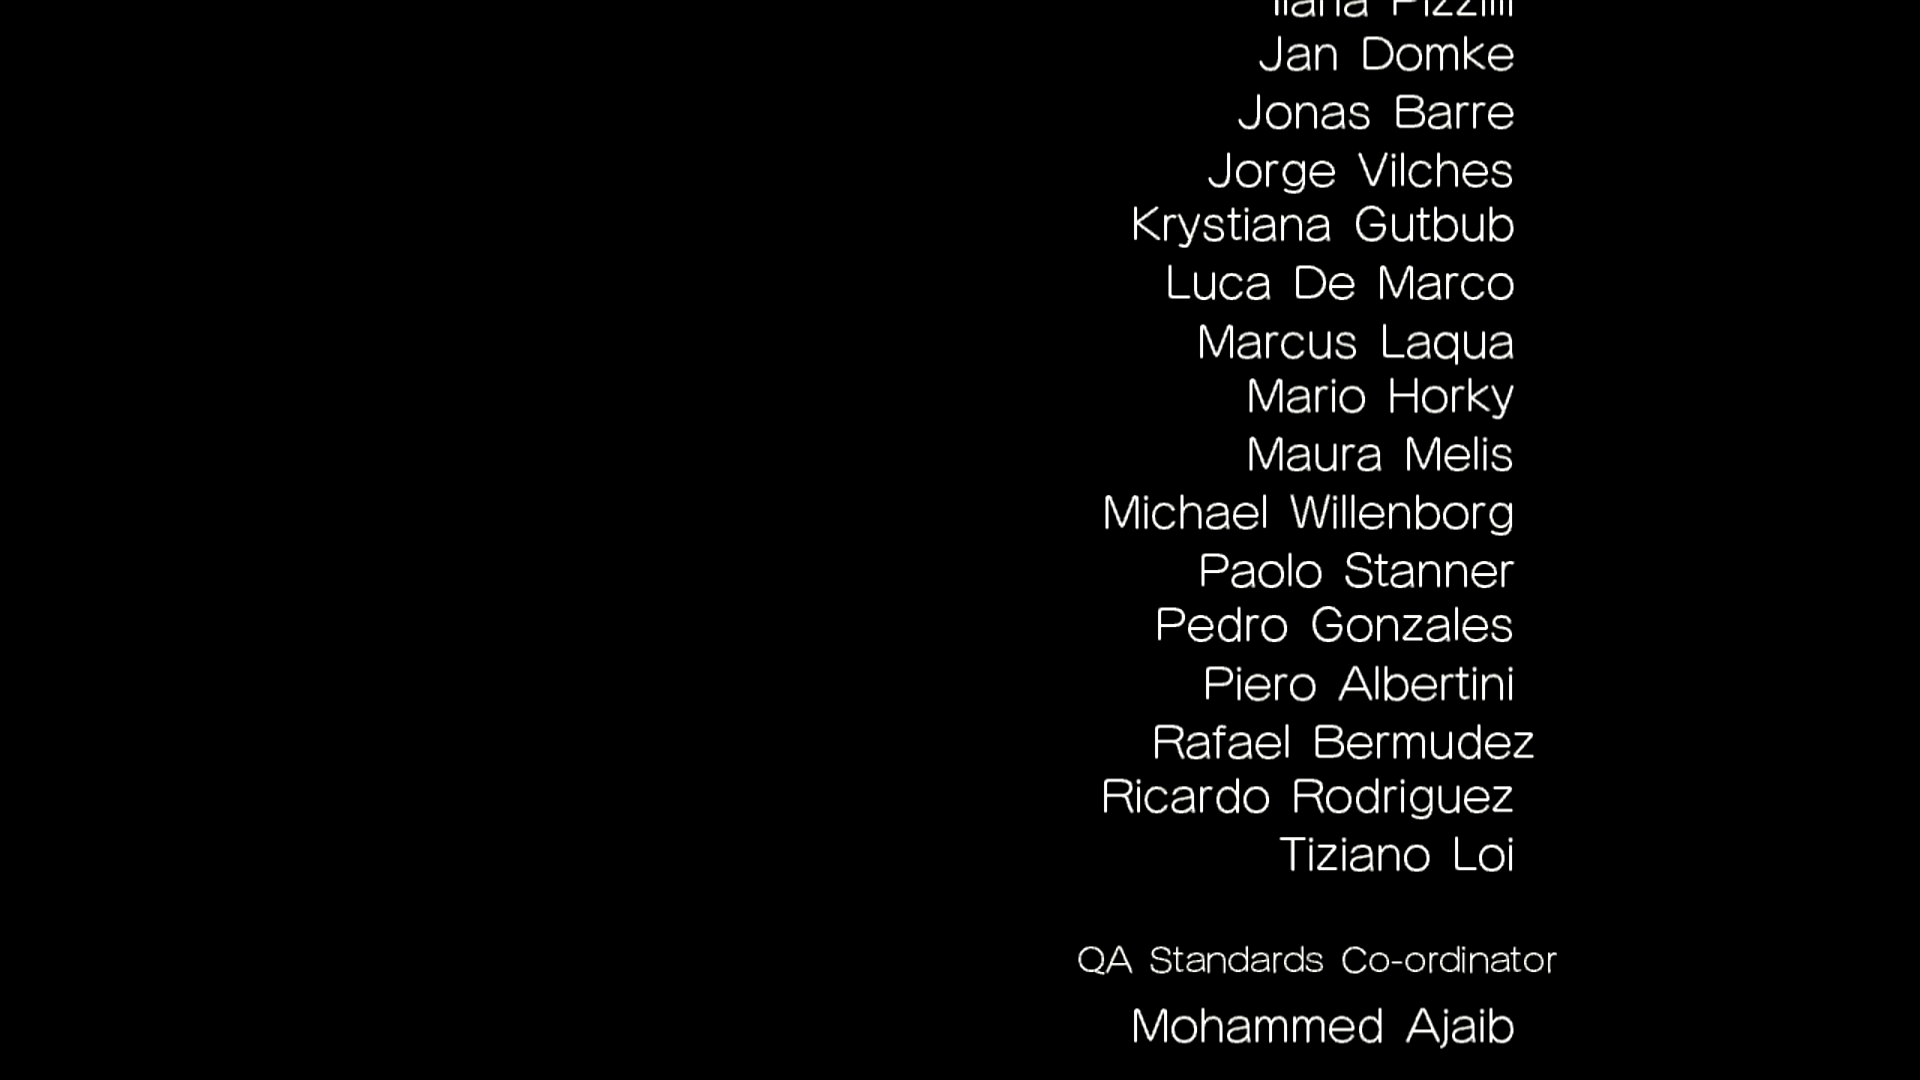 Jan Domke
Jonas Barre
Jorge Vilches
Krystiana Gutbub
Luca De Marco
Marcus Laqua
Mario Horky
Maura Melis
Michael Willenborg
Paolo Stanner
Pedro Gonzales
Piero Albertini
Rafael Bermudez
Ricardo Rodriguez
Tiziano Loi
QA Standards Co-ordinator
Mohammed Ajaib